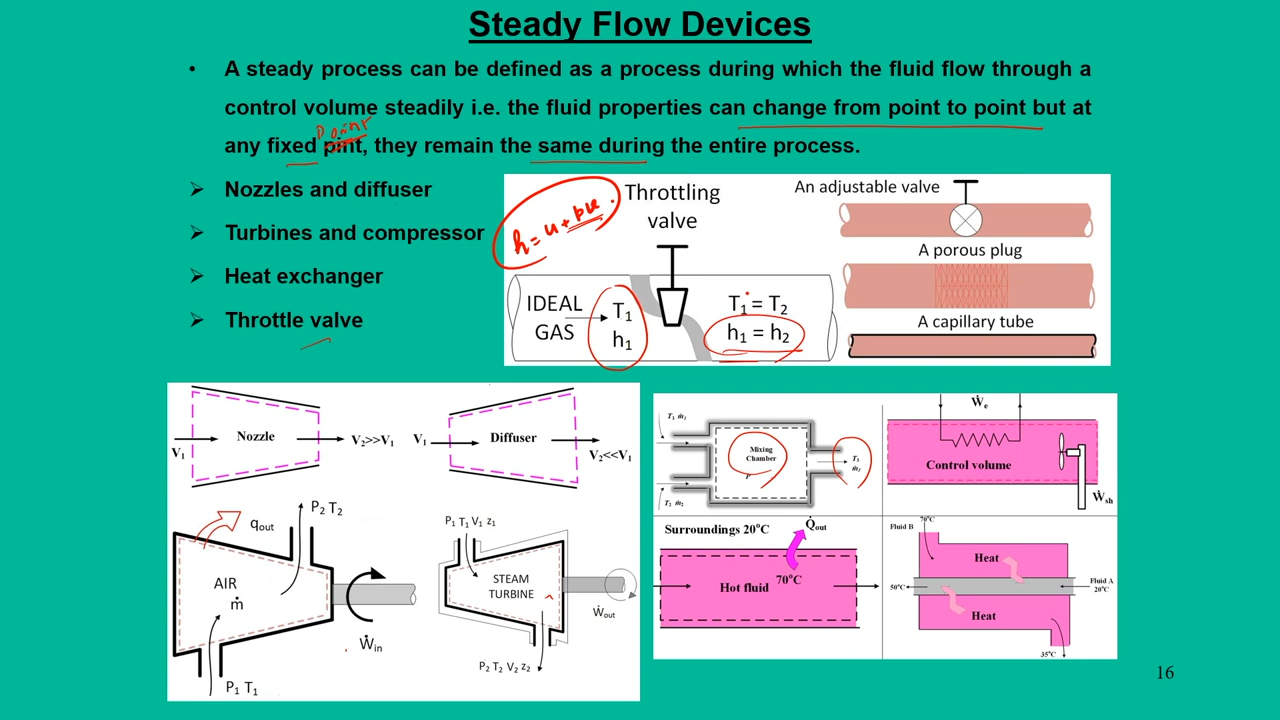 Steady Flow Devices
• A steady process can be defined as a process during which the fluid flow through a
control volume steadily i.e. the fluid properties can change from point to point but at
point
any fixed pint, they remain the same during the entire process.
➢ Nozzles and diffuser
➢ Turbines and compressor
➢ Heat exchanger
➢ Throttle valve
h = u + pv.
Throttling
valve
IDEAL
GAS
T₁
h₁
T₁ = T₂
h₁ = h₂
An adjustable valve
A porous plug
A capillary tube
V₁
Nozzle
V₂>>V₁
V₁
Diffuser
V₂<<V₁
qout
P₂ T₂
AIR
ṁ
Ẇin
P₁ T₁
P₁ T₁ V₁ z₁
STEAM
TURBINE
Ẇout
P₂ T₂ V₂ z₂
T₁ ṁ₁
Mixing
Chamber
P
T₃
ṁ₃
T₂ ṁ₂
Ẇe
Control volume
Ẇsh
Surroundings 20°C
Q̇out
70°C
Hot fluid
Fluid B
70°C
Heat
50°C
Fluid A
20°C
Heat
35°C
16